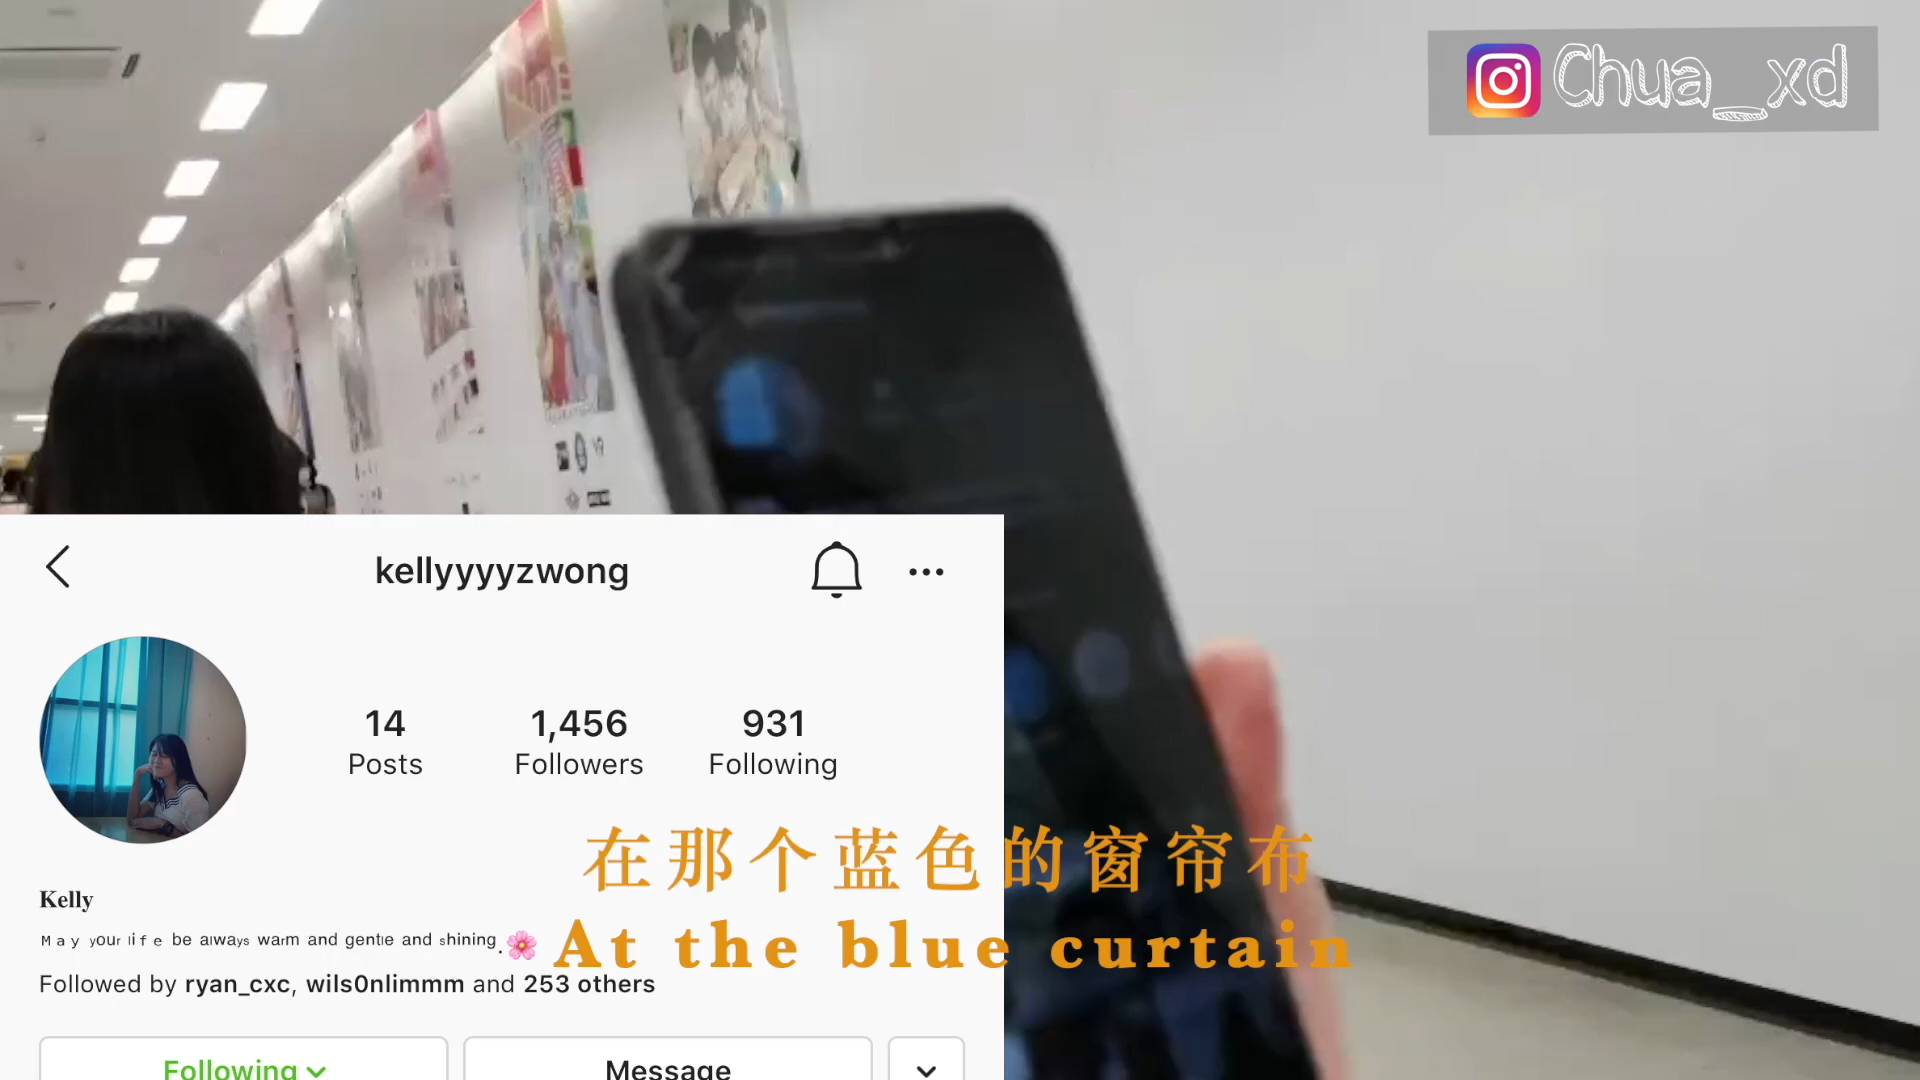 Chua_xd
kellyyyyzwong
14
1,456
931
Posts
Followers
Following
Kelly
May your life be always warm and gentle and shining.🌸
Followed by ryan_cxc, wils0nlimmm and 253 others
Following
Message
在那个蓝色的窗帘布
At the blue curtain